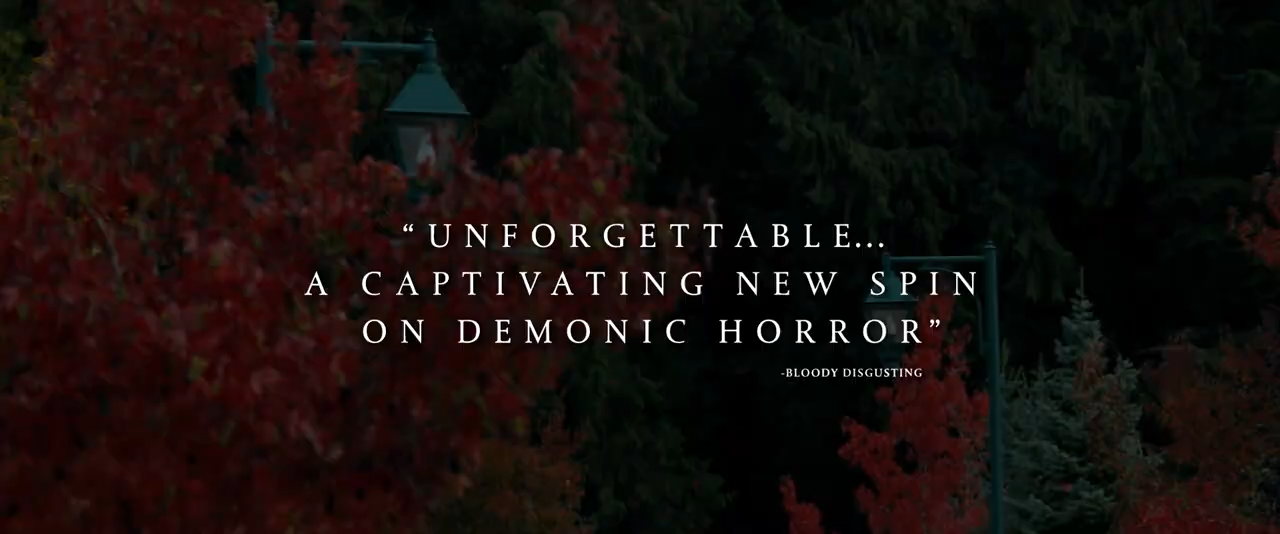 “UNFORGETTABLE...
A CAPTIVATING NEW SPIN
ON DEMONIC HORROR”
-BLOODY DISGUSTING